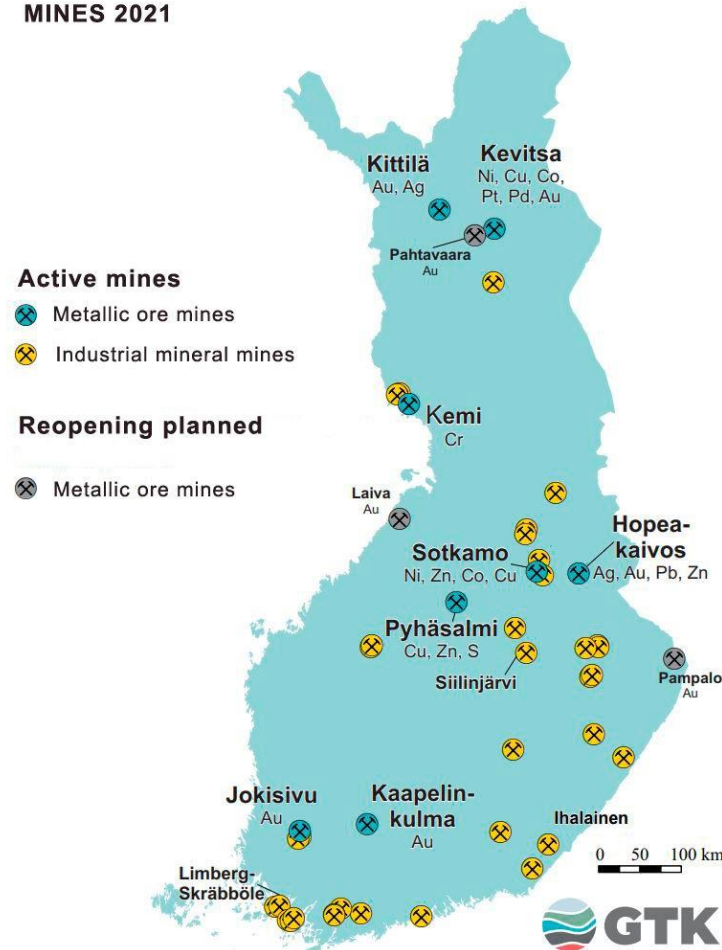 MINES 2021
Kittilä
Au, Ag
Kevitsa
Ni, Cu, Co,
Pt, Pd, Au
Pahtavaara
Au
Active mines
Metallic ore mines
Industrial mineral mines
Kemi
Cr
Reopening planned
Metallic ore mines
Laiva
Au
Hopea-
kaivos
Ag, Au, Pb, Zn
Sotkamo
Ni, Zn, Co, Cu
Pyhäsalmi
Cu, Zn, S
Siilinjärvi
Pampalo
Au
Jokisivu
Au
Kaapelin-
kulma
Au
Ihalainen
0 50 100 km
Limberg-
Skräbböle
GTK